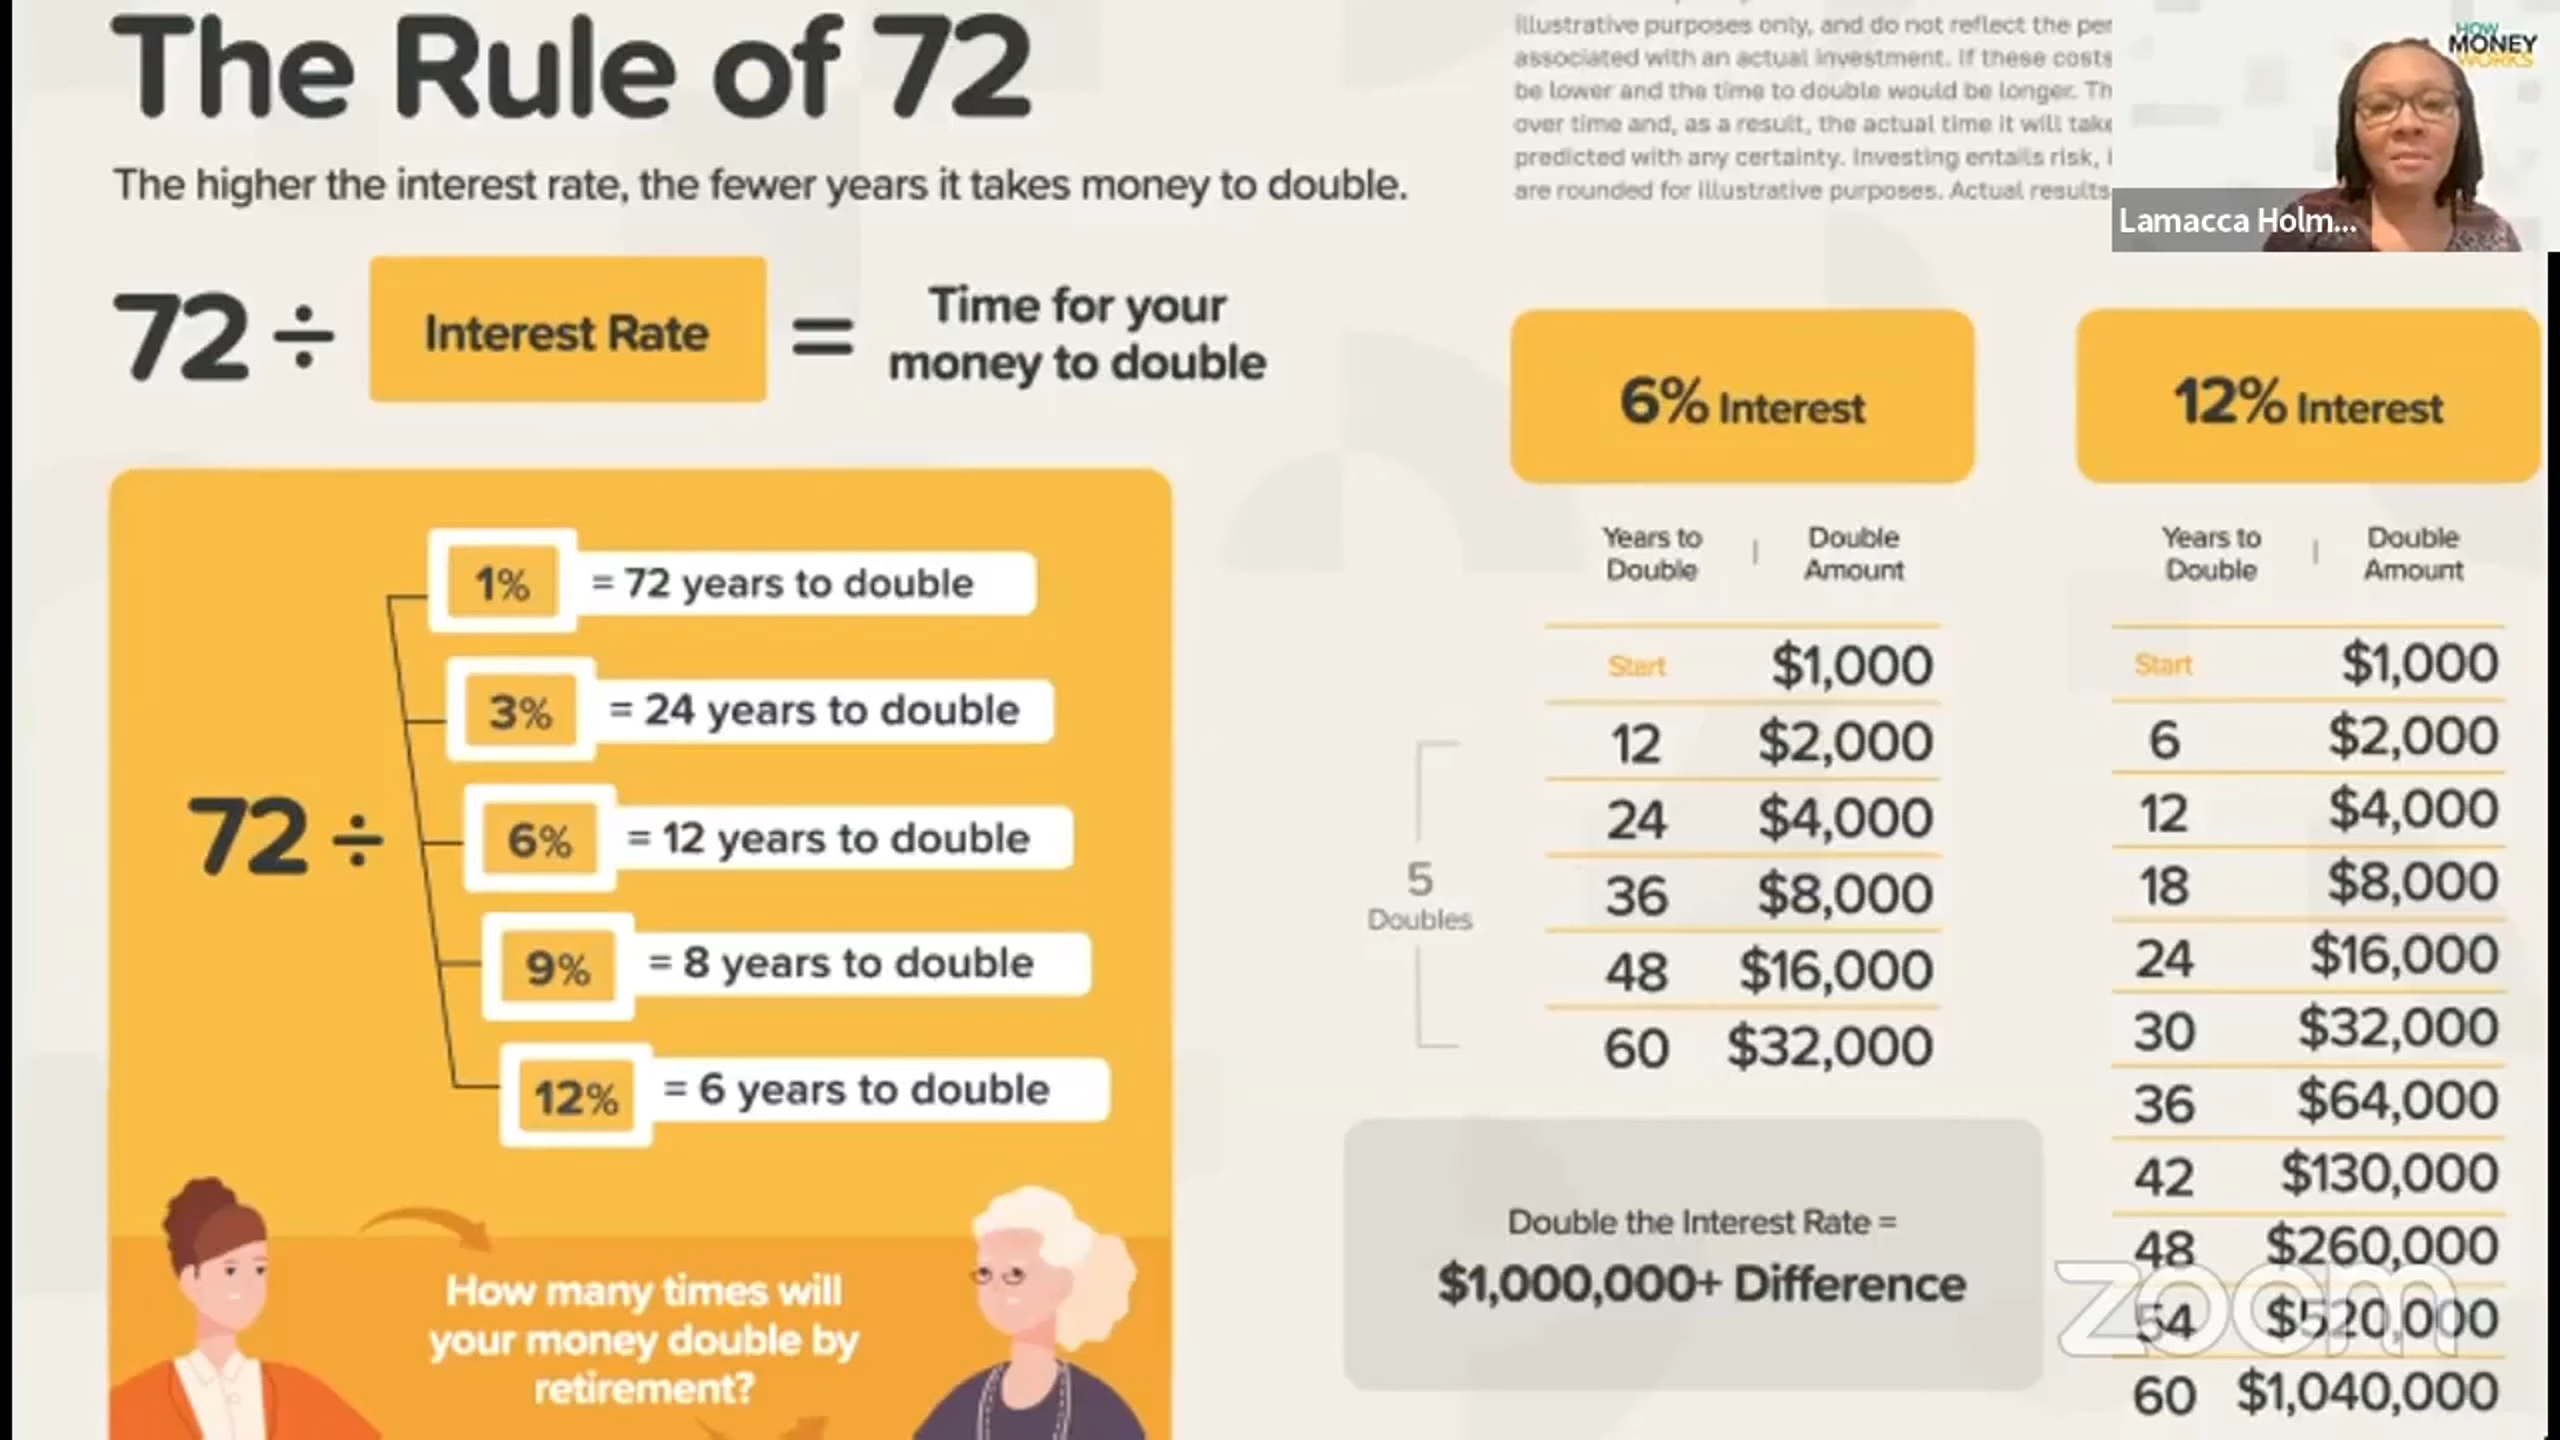 The Rule of 72
The higher the interest rate, the fewer years it takes money to double.
72 ÷ Interest Rate = Time for your
money to double
72 ÷
1% = 72 years to double
3% = 24 years to double
6% = 12 years to double
9% = 8 years to double
12% = 6 years to double
How many times will
your money double by
retirement?
illustrative purposes only, and do not reflect the per
associated with an actual investment. If these costs
be lower and the time to double would be longer. Th
over time and, as a result, the actual time it will take
predicted with any certainty. Investing entails risk, i
are rounded for illustrative purposes. Actual results
HOW
MONEY
WORKS
Lamacca Holm...
6% Interest
Years to
Double | Double
Amount
Start $1,000
12 $2,000
24 $4,000
36 $8,000
48 $16,000
60 $32,000
5
Doubles
Double the Interest Rate =
$1,000,000+ Difference
12% Interest
Years to
Double | Double
Amount
Start $1,000
6 $2,000
12 $4,000
18 $8,000
24 $16,000
30 $32,000
36 $64,000
42 $130,000
48 $260,000
54 $520,000
60 $1,040,000
zoom